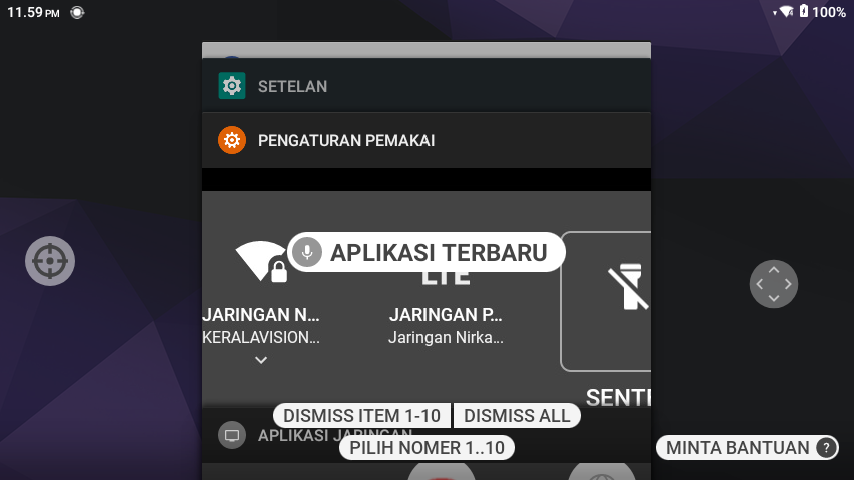 11.59 PM
100%
SETELAN
PENGATURAN PEMAKAI
APLIKASI TERBARU
LTE
JARINGAN N... JARINGAN P...
KERALAVISION... Jaringan Nirka...
SENTE
DISMISS ITEM 1-10 DISMISS ALL
APLIKASI JARINGAN
PILIH NOMER 1..10
MINTA BANTUAN ?